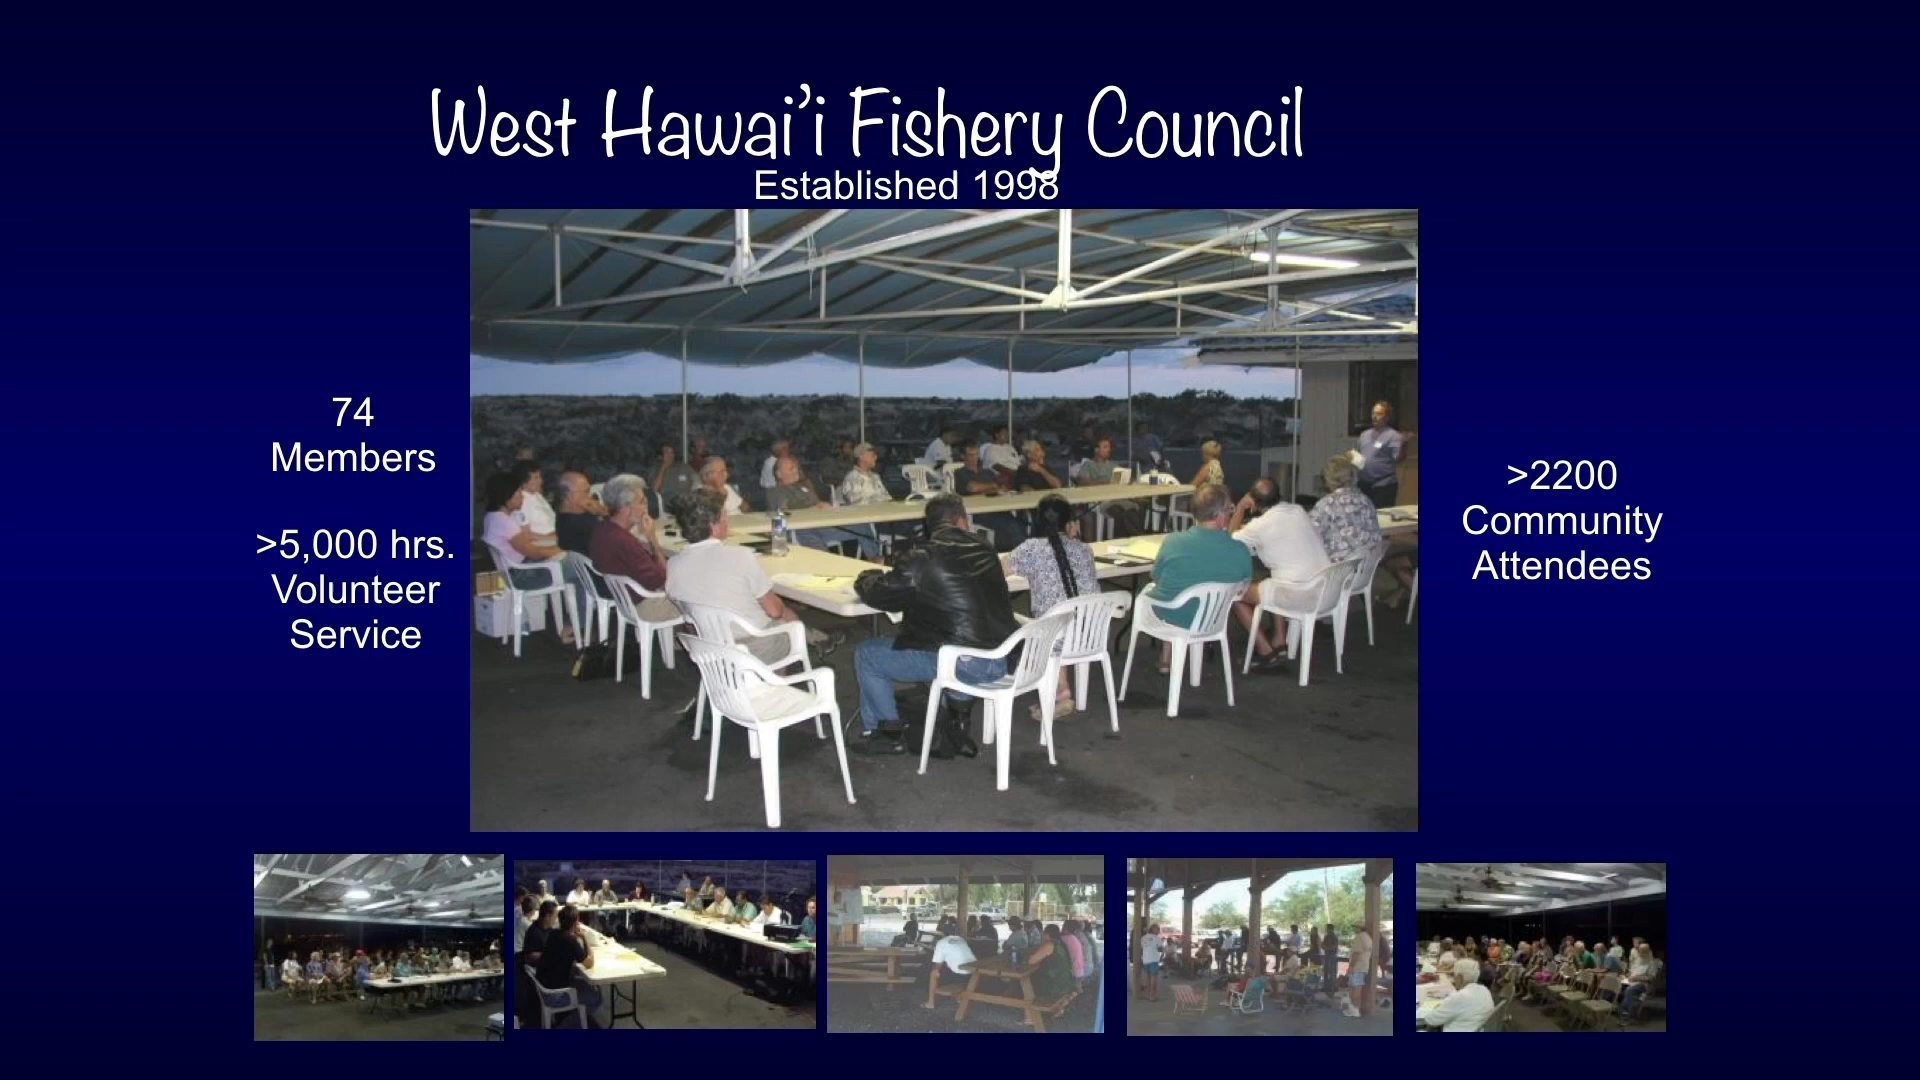 West Hawai’i Fishery Council
Established 1998
74
Members
>5,000 hrs.
Volunteer
Service
>2200
Community
Attendees